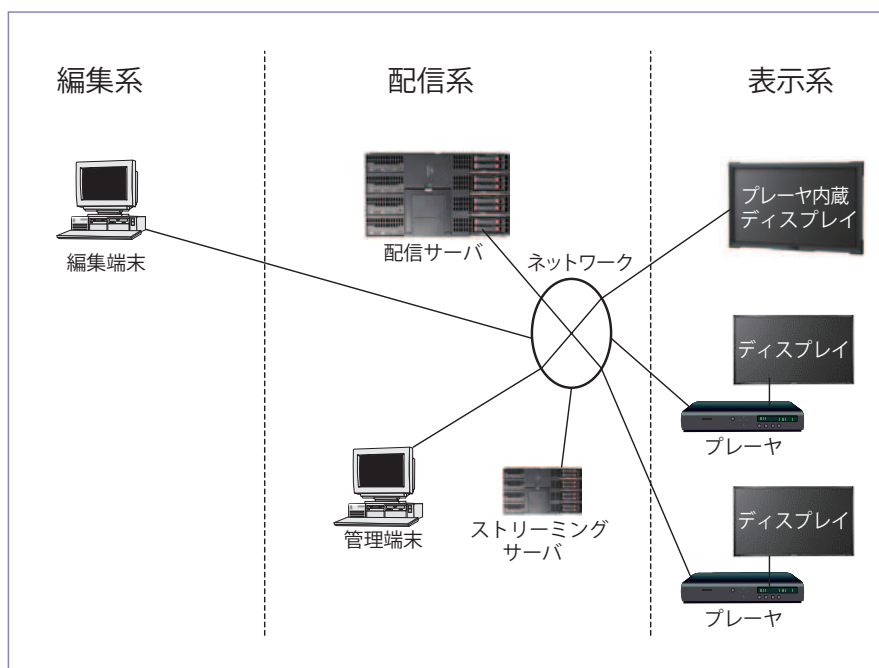 編集系
配信系
表示系
編集端末
配信サーバ
ネットワーク
管理端末
ストリーミング
サーバ
プレーヤ内蔵
ディスプレイ
ディスプレイ
プレーヤ
ディスプレイ
プレーヤ